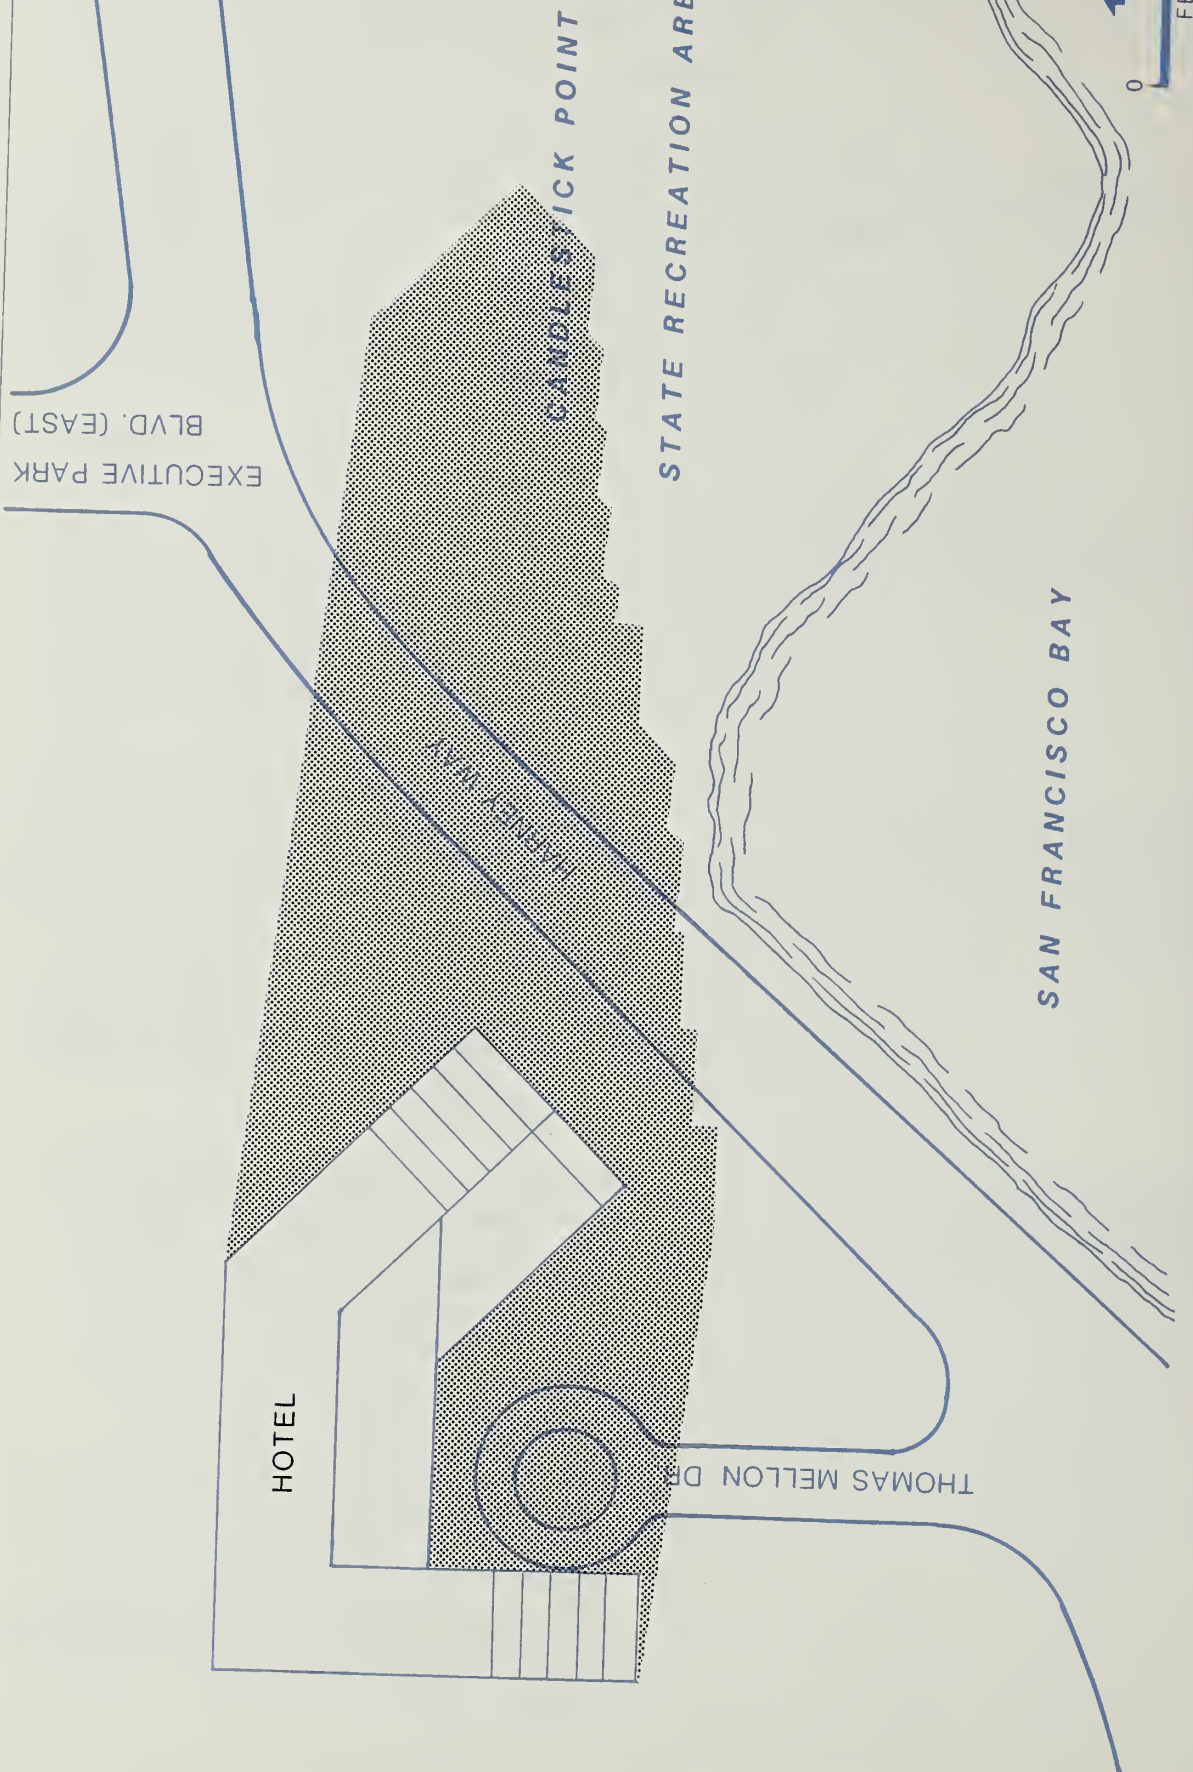 EXECUTIVE PARK
BLVD. (EAST)
CANDLESTICK POINT
STATE RECREATION ARE
0
FE
HARNEY WAY
SAN FRANCISCO BAY
HOTEL
THOMAS MELLON DR